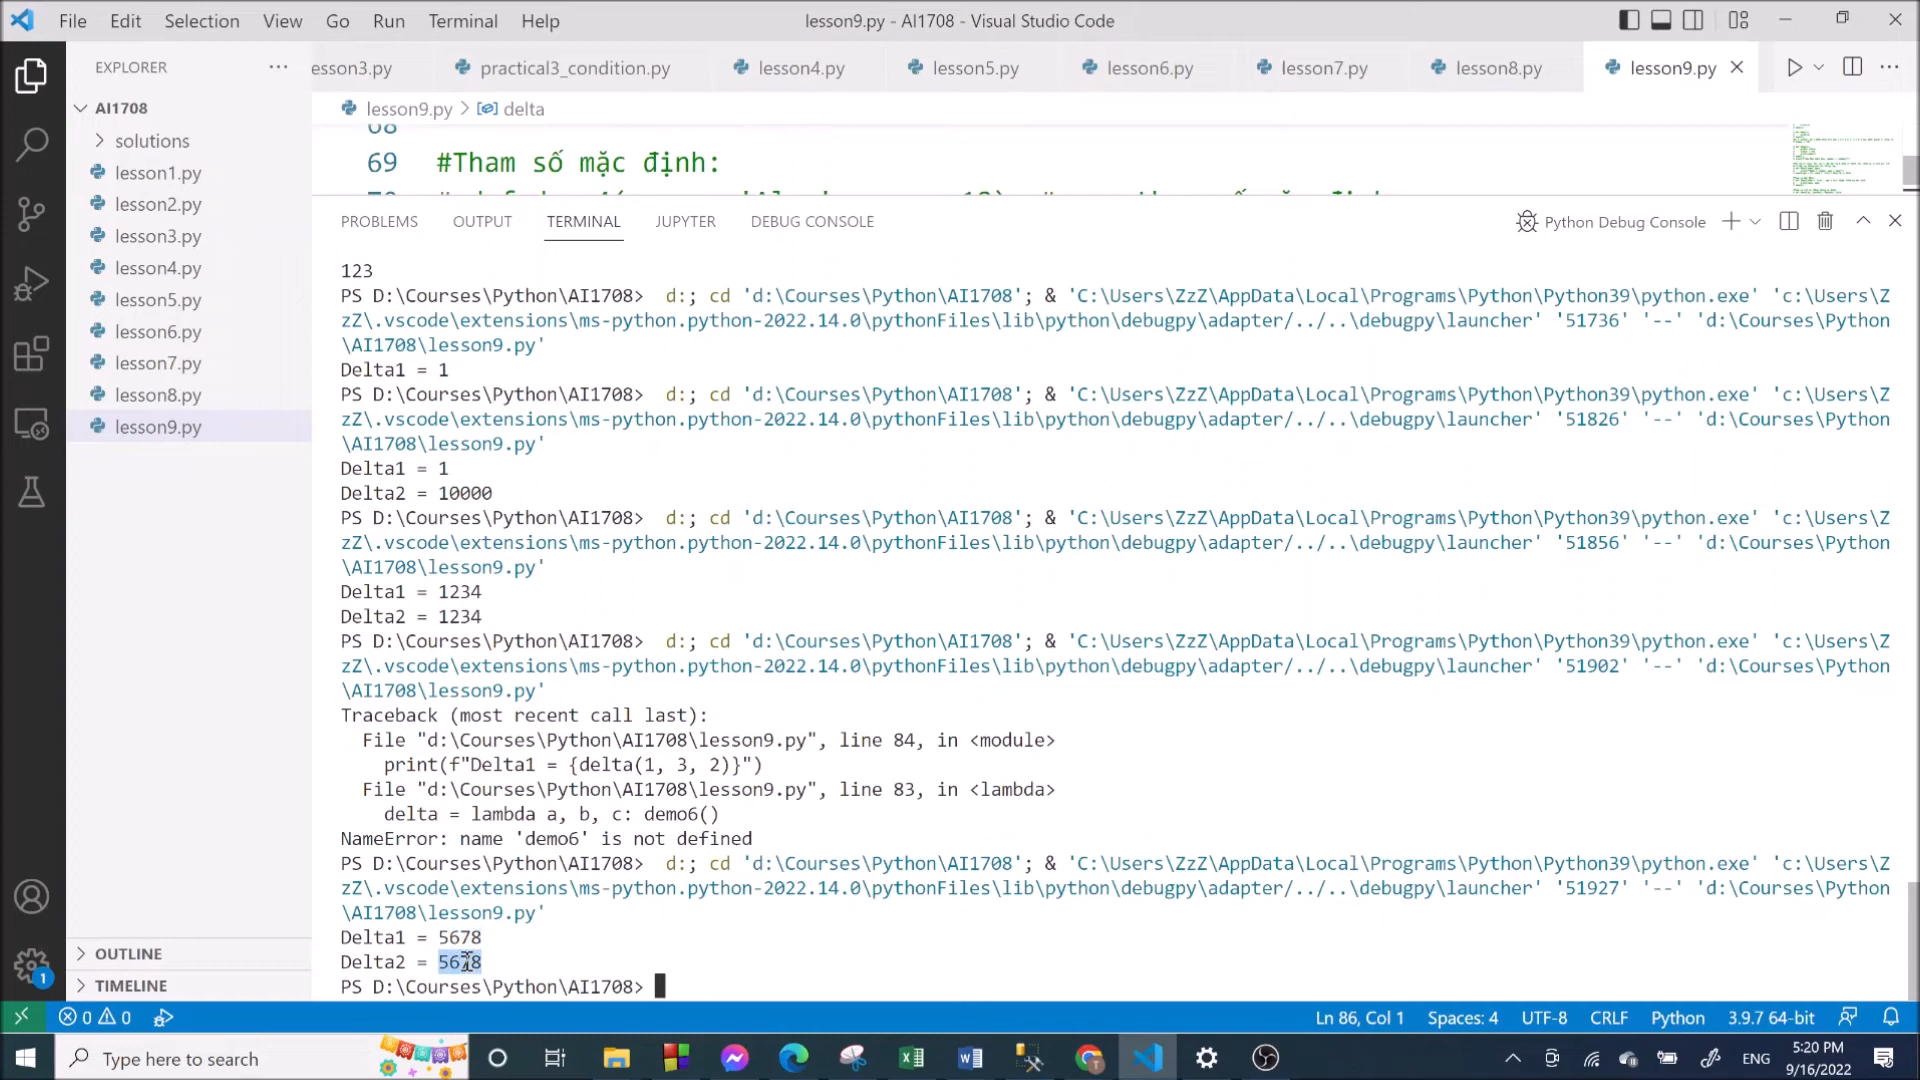 File Edit Selection View Go Run Terminal Help
lesson9.py - AI1708 - Visual Studio Code
EXPLORER
esson3.py practical3_condition.py lesson4.py lesson5.py lesson6.py lesson7.py lesson8.py lesson9.py
AI1708
lesson9.py > delta
solutions
lesson1.py
lesson2.py
lesson3.py
lesson4.py
lesson5.py
lesson6.py
lesson7.py
lesson8.py
lesson9.py
68
69 #Tham số mặc định:
PROBLEMS OUTPUT TERMINAL JUPYTER DEBUG CONSOLE
Python Debug Console
123
PS D:\Courses\Python\AI1708> d:; cd 'd:\Courses\Python\AI1708'; & 'C:\Users\ZzZ\AppData\Local\Programs\Python\Python39\python.exe' 'c:\Users\Z
zZ\.vscode\extensions\ms-python.python-2022.14.0\pythonFiles\lib\python\debugpy\adapter/../..\debugpy\launcher' '51736' '--' 'd:\Courses\Python
\AI1708\lesson9.py'
Delta1 = 1
PS D:\Courses\Python\AI1708> d:; cd 'd:\Courses\Python\AI1708'; & 'C:\Users\ZzZ\AppData\Local\Programs\Python\Python39\python.exe' 'c:\Users\Z
zZ\.vscode\extensions\ms-python.python-2022.14.0\pythonFiles\lib\python\debugpy\adapter/../..\debugpy\launcher' '51826' '--' 'd:\Courses\Python
\AI1708\lesson9.py'
Delta1 = 1
Delta2 = 10000
PS D:\Courses\Python\AI1708> d:; cd 'd:\Courses\Python\AI1708'; & 'C:\Users\ZzZ\AppData\Local\Programs\Python\Python39\python.exe' 'c:\Users\Z
zZ\.vscode\extensions\ms-python.python-2022.14.0\pythonFiles\lib\python\debugpy\adapter/../..\debugpy\launcher' '51856' '--' 'd:\Courses\Python
\AI1708\lesson9.py'
Delta1 = 1234
Delta2 = 1234
PS D:\Courses\Python\AI1708> d:; cd 'd:\Courses\Python\AI1708'; & 'C:\Users\ZzZ\AppData\Local\Programs\Python\Python39\python.exe' 'c:\Users\Z
zZ\.vscode\extensions\ms-python.python-2022.14.0\pythonFiles\lib\python\debugpy\adapter/../..\debugpy\launcher' '51902' '--' 'd:\Courses\Python
\AI1708\lesson9.py'
Traceback (most recent call last):
File "d:\Courses\Python\AI1708\lesson9.py", line 84, in <module>
print(f"Delta1 = {delta(1, 3, 2)}")
File "d:\Courses\Python\AI1708\lesson9.py", line 83, in <lambda>
delta = lambda a, b, c: demo6()
NameError: name 'demo6' is not defined
PS D:\Courses\Python\AI1708> d:; cd 'd:\Courses\Python\AI1708'; & 'C:\Users\ZzZ\AppData\Local\Programs\Python\Python39\python.exe' 'c:\Users\Z
zZ\.vscode\extensions\ms-python.python-2022.14.0\pythonFiles\lib\python\debugpy\adapter/../..\debugpy\launcher' '51927' '--' 'd:\Courses\Python
\AI1708\lesson9.py'
Delta1 = 5678
Delta2 = 5678
PS D:\Courses\Python\AI1708>
OUTLINE
TIMELINE
1
0 0
Ln 86, Col 1 Spaces: 4 UTF-8 CRLF Python 3.9.7 64-bit
Type here to search
ENG
5:20 PM
9/16/2022